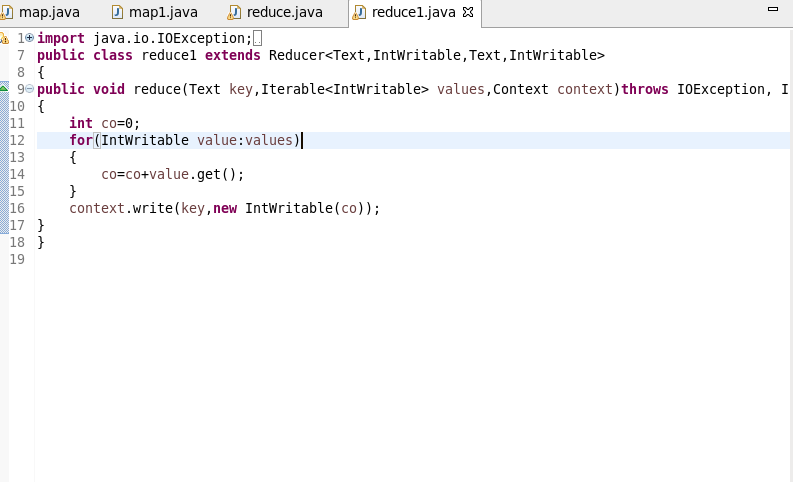 map.java map1.java reduce.java reduce1.java
1 import java.io.IOException;
7 public class reduce1 extends Reducer<Text,IntWritable,Text,IntWritable>
8 {
9 public void reduce(Text key,Iterable<IntWritable> values,Context context)throws IOException, I
10 {
11     int co=0;
12     for(IntWritable value:values)
13     {
14         co=co+value.get();
15     }
16     context.write(key,new IntWritable(co));
17 }
18 }
19